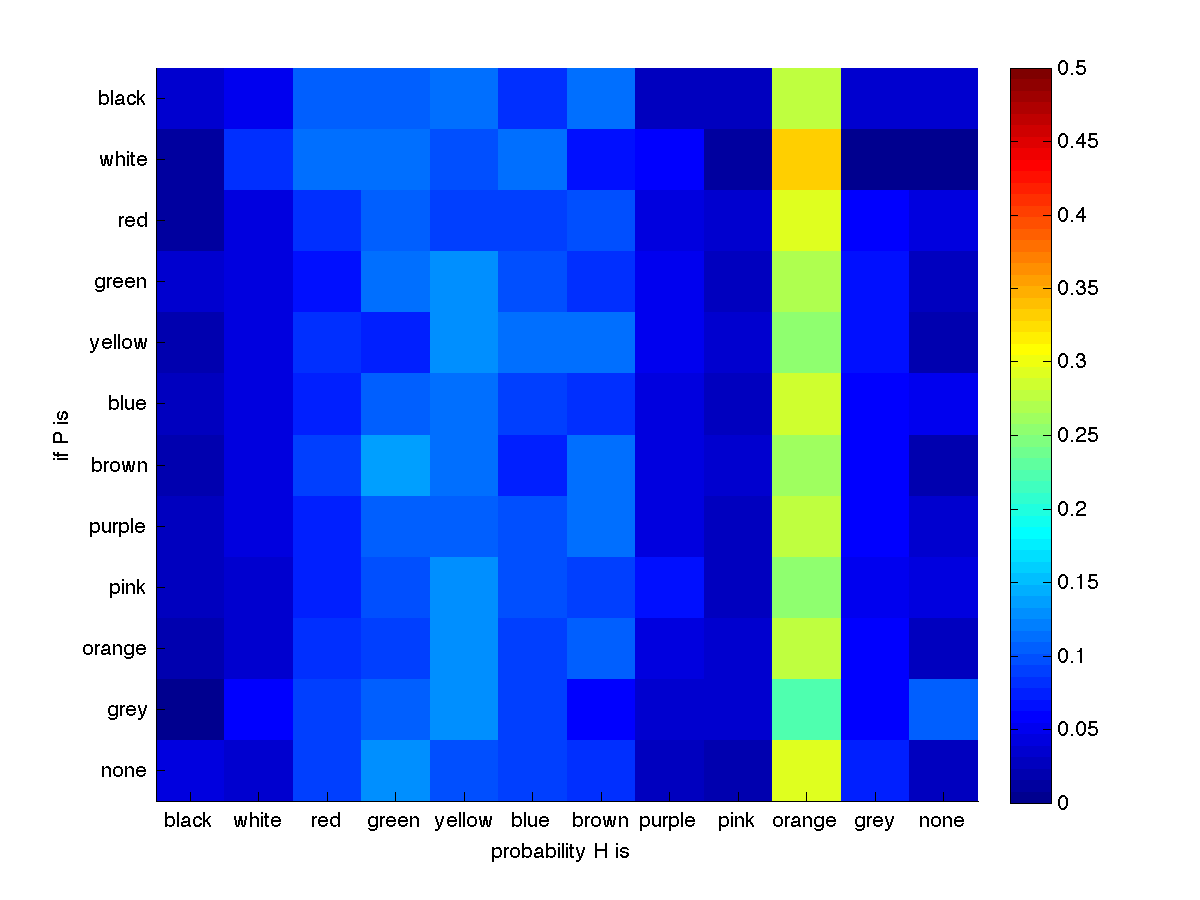 black
white
red
green
yellow
blue
brown
purple
pink
orange
grey
none
if P is
black white red green yellow blue brown purple pink orange grey none
probability H is
0.5
0.45
0.4
0.35
0.3
0.25
0.2
0.15
0.1
0.05
0